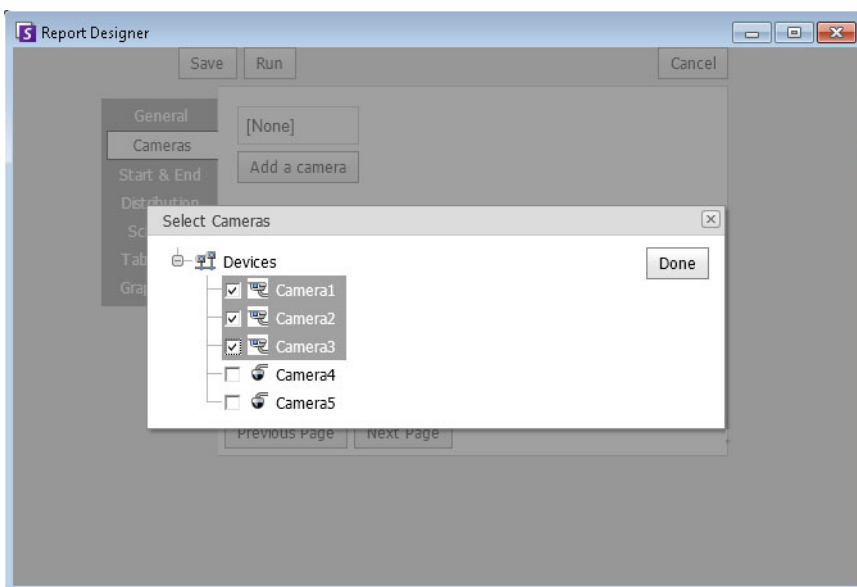 Report Designer
Save
Run
Cancel
General
Cameras
Start & End
Distribution
[None]
Add a camera
Select Cameras
Devices
Done
Camera1
Camera2
Camera3
Camera4
Camera5
Previous Page
Next Page